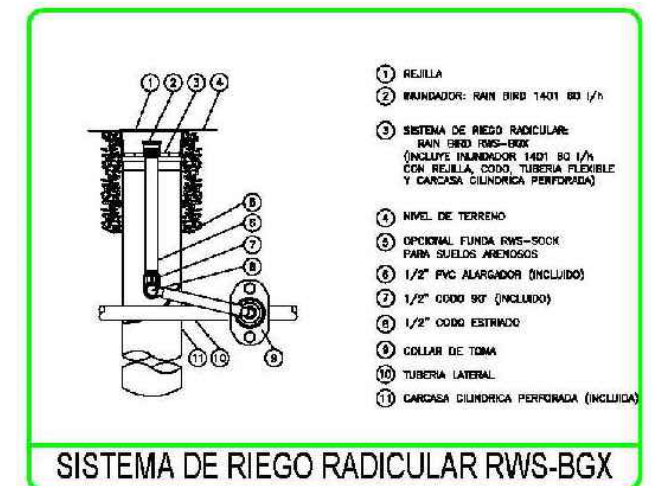 1 2 3 4
1 REJILLA
2 INUNDADOR: RAIN BIRD 1401 80 l/h
3 SISTEMA DE RIEGO RADICULAR:
RAIN BIRD RWS-BGX
(INCLUYE INUNDADOR 1401 80 l/h
CON REJILLA, CODO, TUBERIA FLEXIBLE
Y CARCASA CILINDRICA PERFORADA)
4 NIVEL DE TERRENO
5 OPCIONAL FUNDA RWS-SOCK
PARA SUELOS ARENOSOS
6 1/2" PVC ALARGADOR (INCLUIDO)
7 1/2" CODO 90° (INCLUIDO)
8 1/2" CODO ESTRIADO
9 COLLAR DE TOMA
10 TUBERIA LATERAL
11 CARCASA CILINDRICA PERFORADA (INCLUIDA)
5
6
7
8
11 10 9
SISTEMA DE RIEGO RADICULAR RWS-BGX